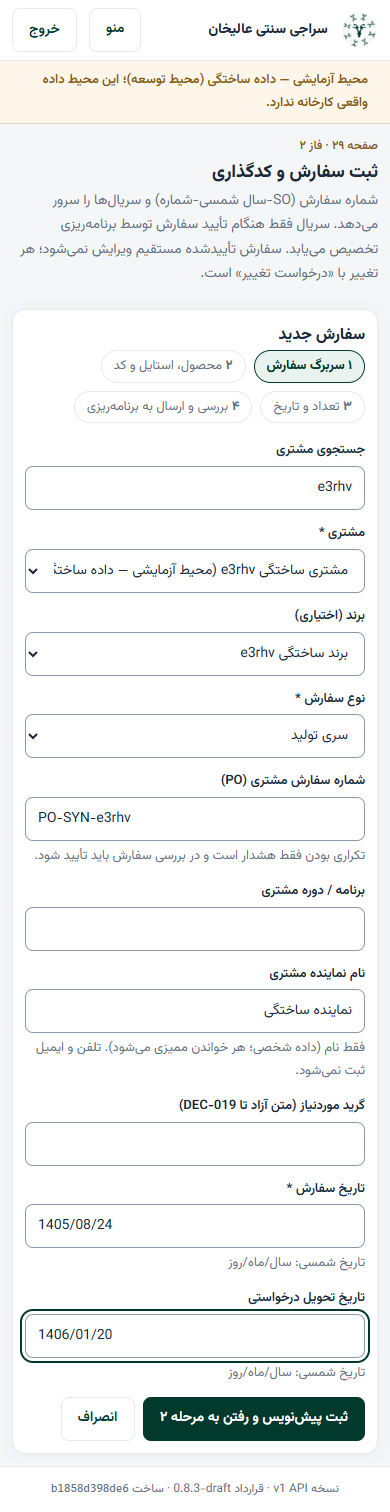 سراجی سنتی عالیخان
منو
خروج
محیط آزمایشی — داده ساختگی (محیط توسعه)؛ این محیط داده
واقعی کارخانه ندارد.
صفحه ۲۹ · فاز ۲
ثبت سفارش و کدگذاری
شماره سفارش (SO-سال شمسی-شماره) و سریال‌ها را سرور
می‌دهد. سریال فقط هنگام تأیید سفارش توسط برنامه‌ریزی
تخصیص می‌یابد. سفارش تأییدشده مستقیم ویرایش نمی‌شود؛ هر
تغییر با «درخواست تغییر» است.
سفارش جدید
۱ سربرگ سفارش
۲ محصول، استایل و کد
۳ تعداد و تاریخ
۴ بررسی و ارسال به برنامه‌ریزی
جستجوی مشتری
e3rhv
مشتری *
مشتری ساختگی e3rhv (محیط آزمایشی — داده
برند (اختیاری)
برند ساختگی e3rhv
نوع سفارش *
سری تولید
شماره سفارش مشتری (PO)
PO-SYN-e3rhv
تکراری بودن فقط هشدار است و در بررسی سفارش باید تأیید شود.
برنامه / دوره مشتری
نام نماینده مشتری
نماینده ساختگی
فقط نام (داده شخصی؛ هر خواندن ممیزی می‌شود). تلفن و ایمیل
ثبت نمی‌شود.
گرید موردنیاز (متن آزاد تا DEC-019)
تاریخ سفارش *
1405/08/24
تاریخ شمسی: سال/ماه/روز
تاریخ تحویل درخواستی
1406/01/20
تاریخ شمسی: سال/ماه/روز
ثبت پیش‌نویس و رفتن به مرحله ۲
انصراف
نسخه v1 API · قرارداد 0.8.3-draft · ساخت b1858d398de6